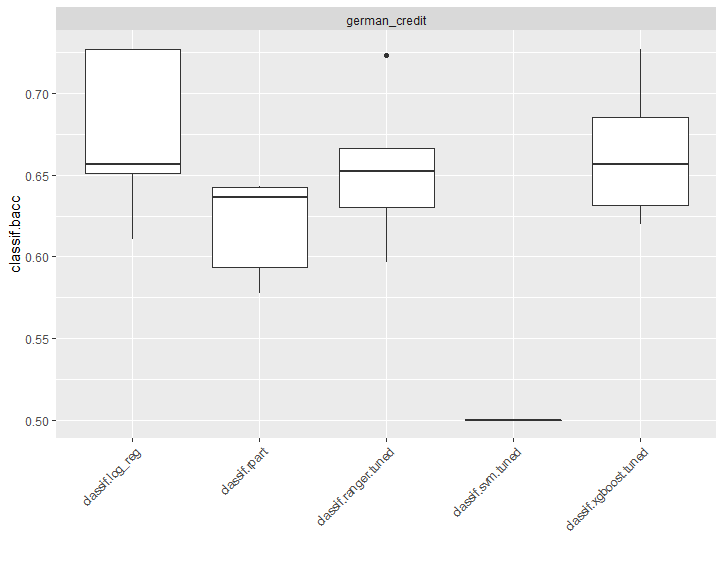 german_credit
classif.bacc
0.70
0.65
0.60
0.55
0.50
classif.log_reg
classif.rpart
classif.ranger.tuned
classif.svm.tuned
classif.xgboost.tuned